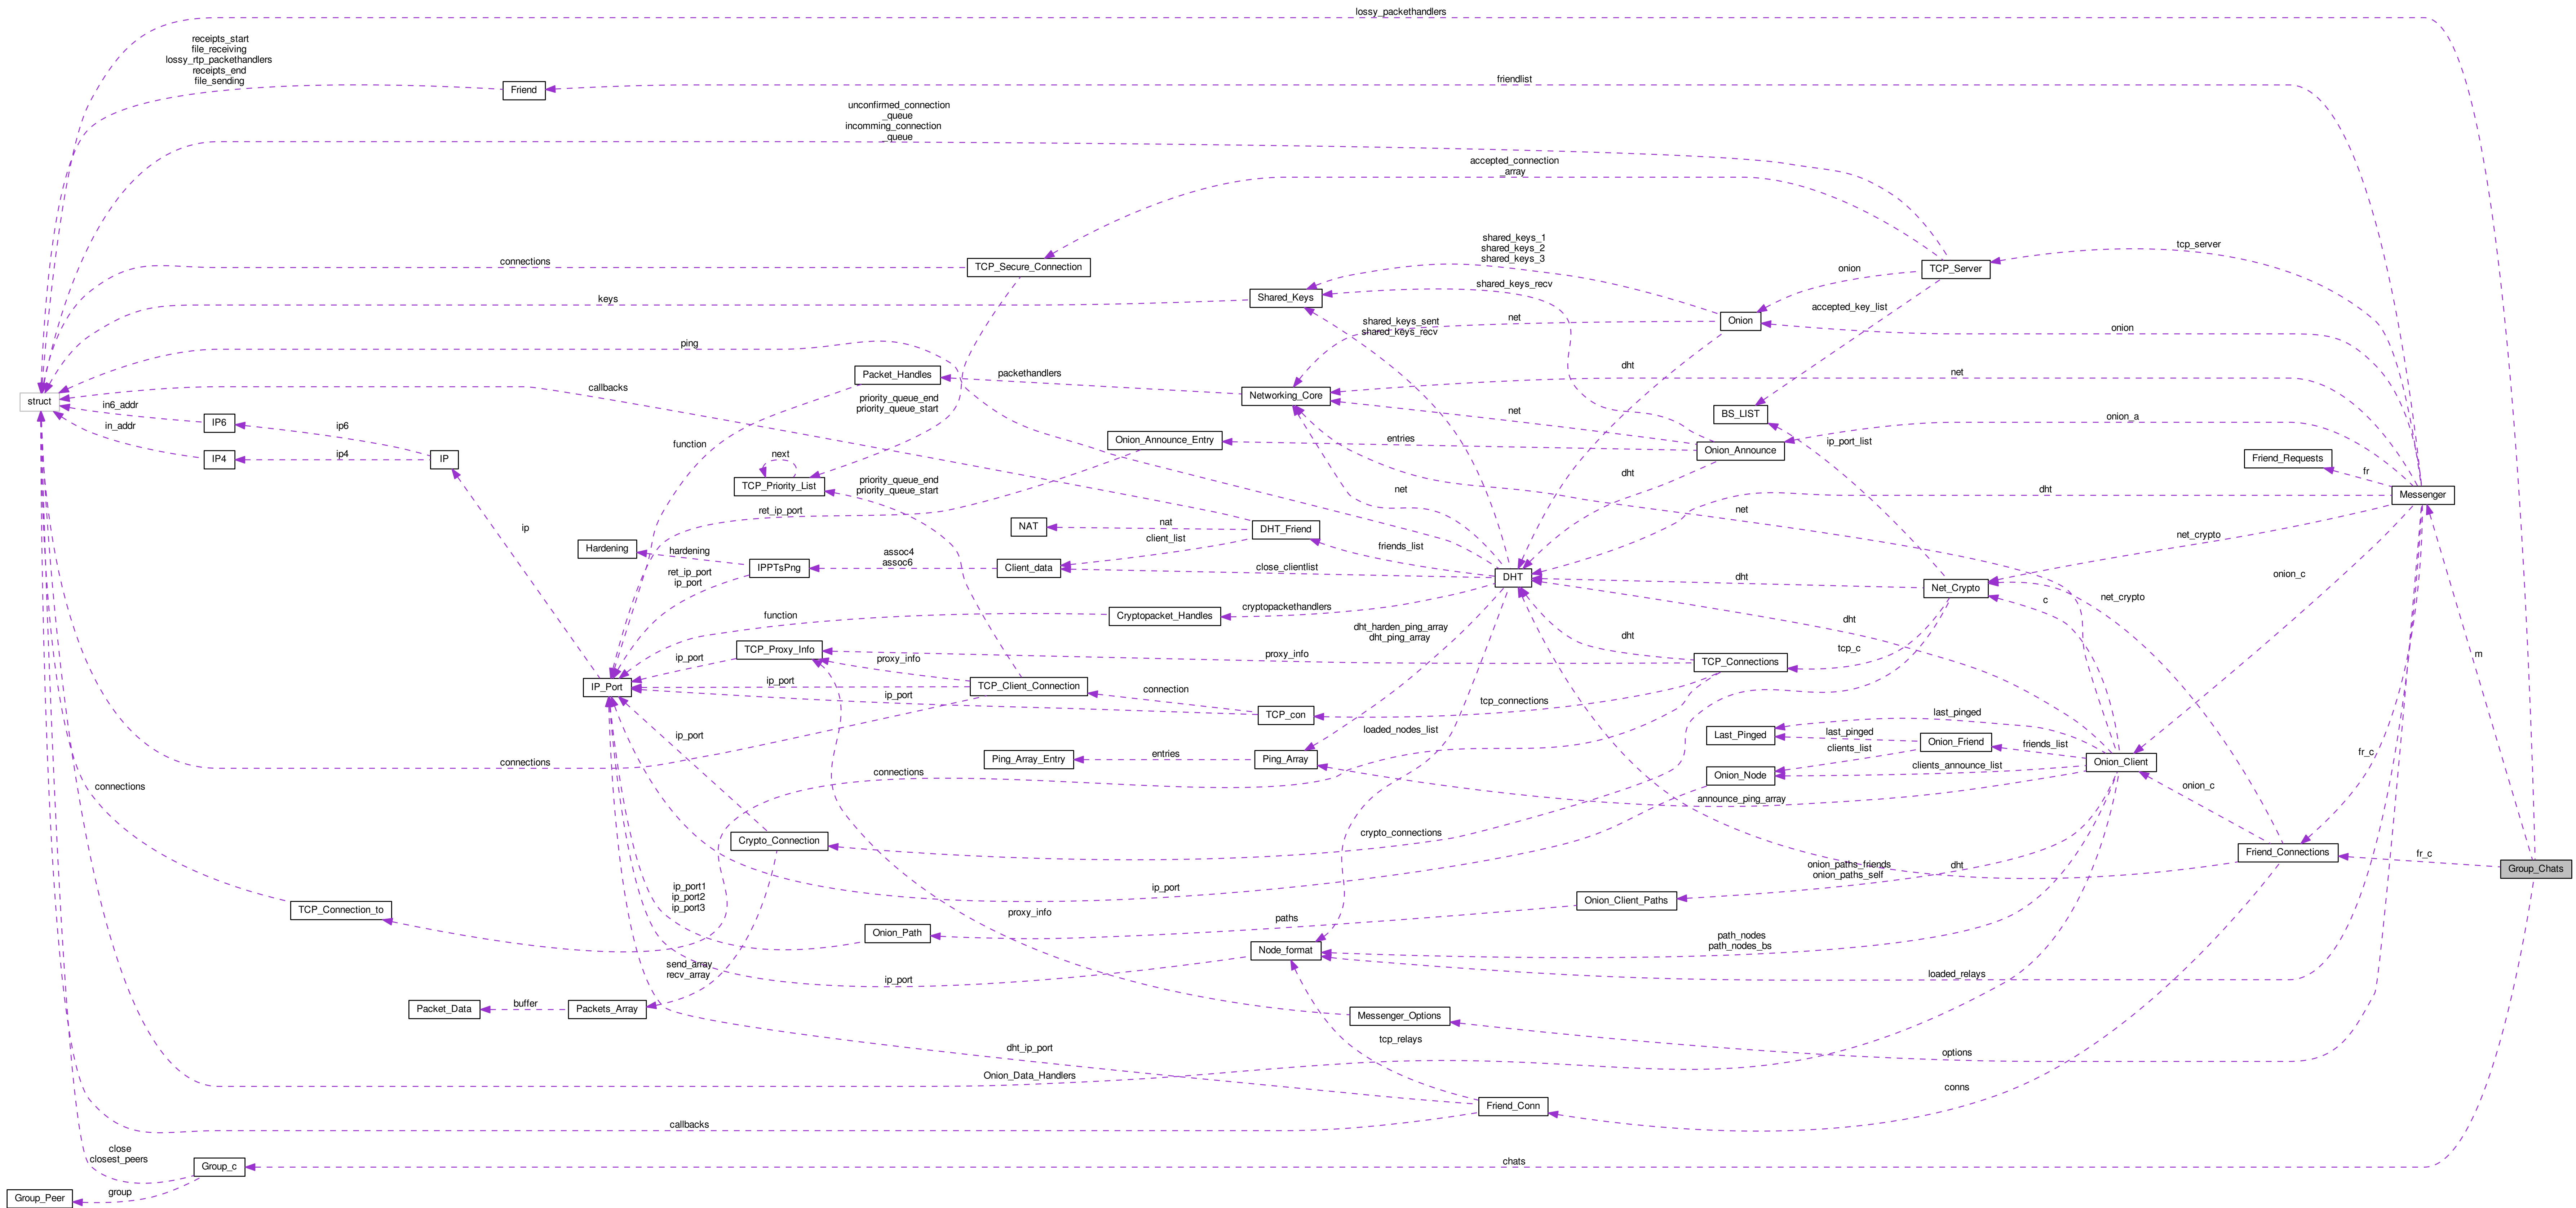 lossy_packethandlers
receipts_start
file_receiving
lossy_rtp_packethandlers
receipts_end
file_sending
Friend
friendlist
unconfirmed_connection
_queue
incomming_connection
_queue
accepted_connection
_array
TCP_Secure_Connection
connections
shared_keys_1
shared_keys_2
shared_keys_3
tcp_server
TCP_Server
onion
Shared_Keys
keys
shared_keys_recv
accepted_key_list
Onion
onion
net
shared_keys_sent
shared_keys_recv
ping
dht
net
Packet_Handles
packethandlers
callbacks
Networking_Core
struct
in6_addr
IP6
in_addr
IP4
ip6
ip4
IP
priority_queue_end
priority_queue_start
function
BS_LIST
onion_a
net
ip_port_list
Onion_Announce_Entry
entries
Onion_Announce
Friend_Requests
fr
next
TCP_Priority_List
priority_queue_end
priority_queue_start
dht
net
dht
Messenger
ret_ip_port
ip
NAT
nat
DHT_Friend
net
net_crypto
client_list
Hardening
hardening
assoc4
assoc6
friends_list
IPPTsPng
Client_data
close_clientlist
DHT
dht
Net_Crypto
onion_c
ret_ip_port
ip_port
cryptopackethandlers
Cryptopacket_Handles
function
c
net_crypto
dht
dht_harden_ping_array
dht_ping_array
dht
tcp_c
TCP_Proxy_Info
ip_port
proxy_info
proxy_info
TCP_Connections
m
IP_Port
ip_port
TCP_Client_Connection
ip_port
connection
TCP_con
tcp_connections
last_pinged
ip_port
loaded_nodes_list
Last_Pinged
last_pinged
Onion_Friend
friends_list
clients_list
fr_c
connections
Ping_Array_Entry
entries
Ping_Array
Onion_Client
clients_announce_list
Onion_Node
connections
connections
announce_ping_array
onion_c
Crypto_Connection
crypto_connections
Friend_Connections
fr_c
Group_Chats
onion_paths_friends
onion_paths_self
dht
ip_port
ip_port1
ip_port2
ip_port3
TCP_Connection_to
Onion_Client_Paths
proxy_info
paths
Onion_Path
path_nodes
path_nodes_bs
Node_format
send_array
recv_array
ip_port
loaded_relays
Packet_Data
buffer
Packets_Array
Messenger_Options
tcp_relays
dht_ip_port
options
Onion_Data_Handlers
conns
Friend_Conn
callbacks
close
closest_peers
Group_c
chats
Group_Peer
group